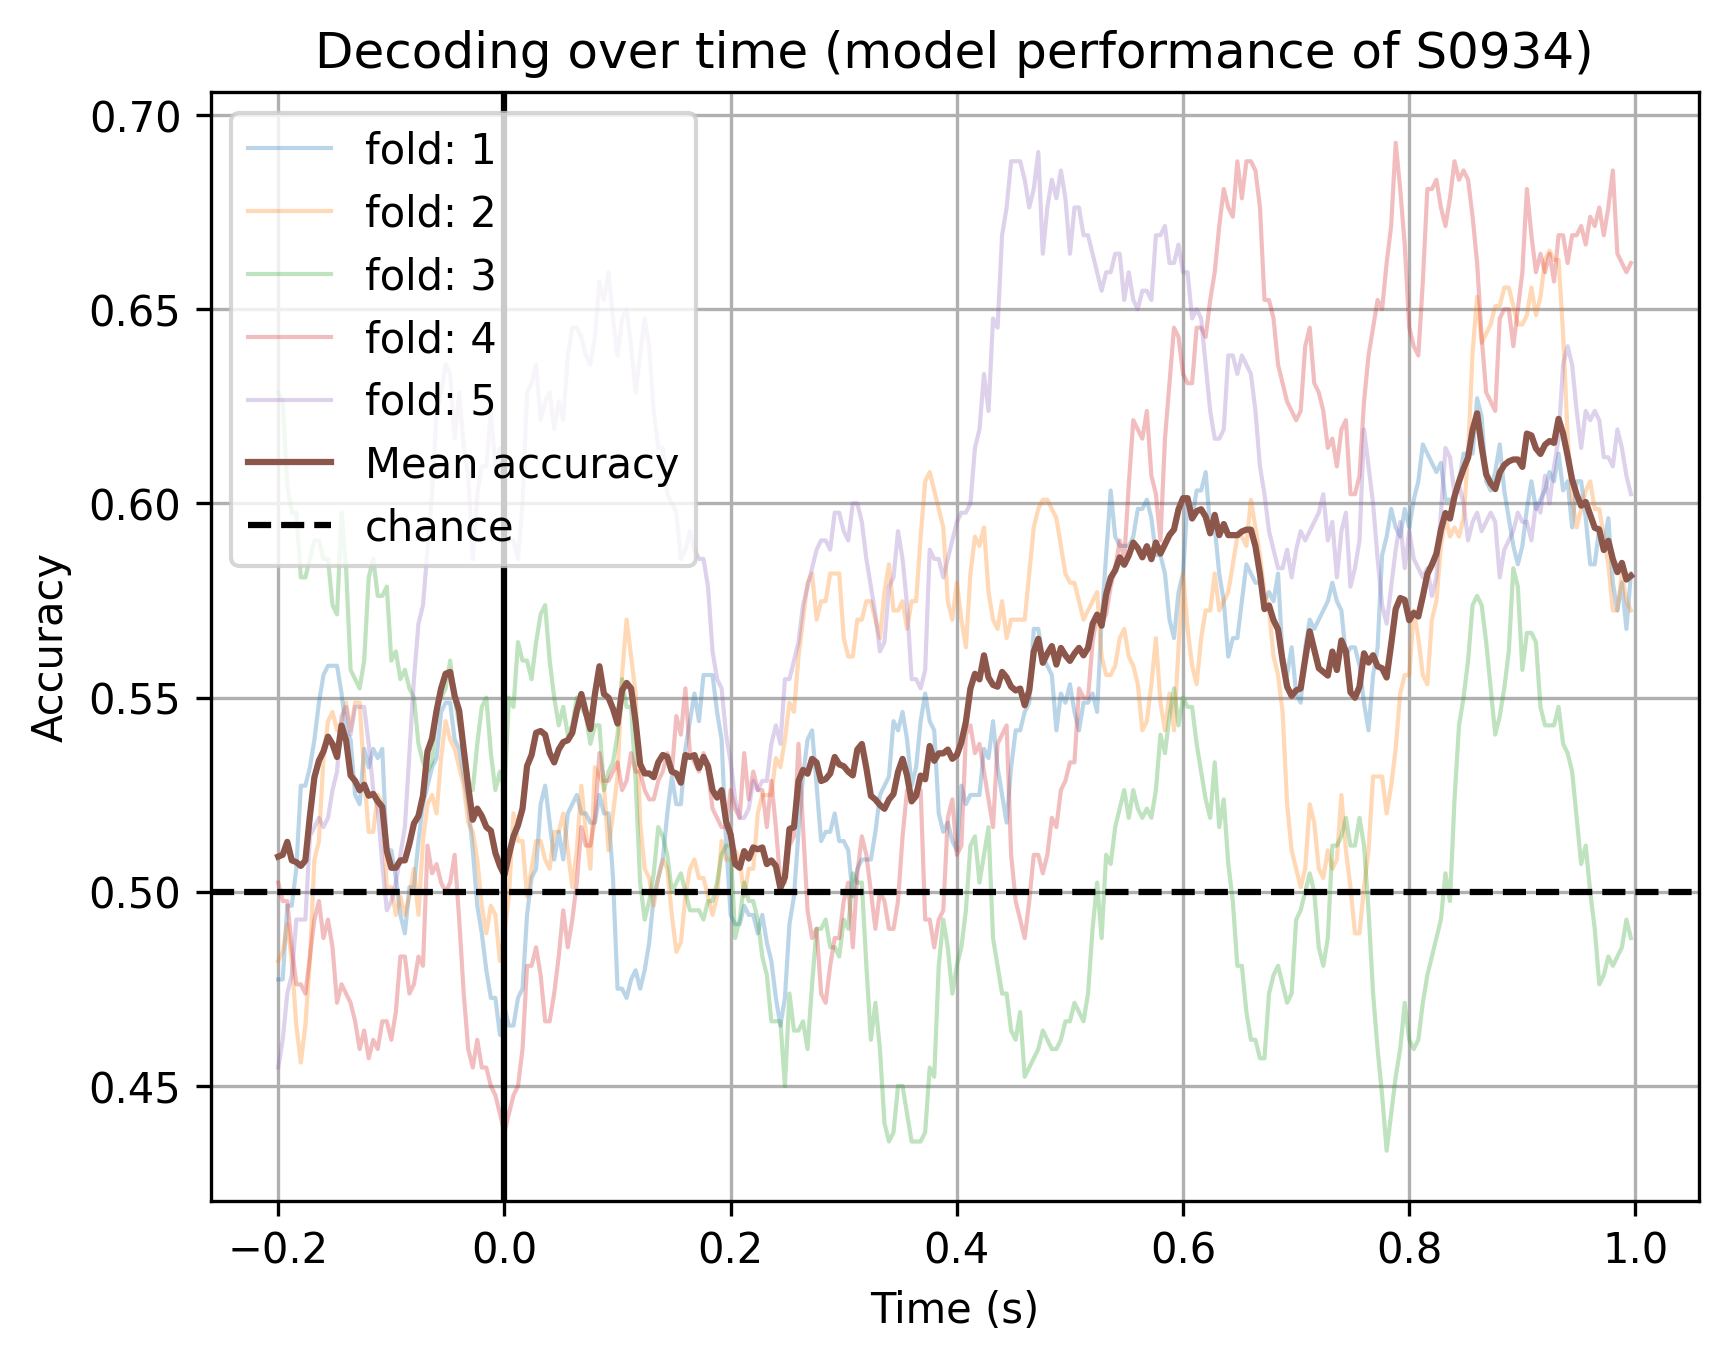 Decoding over time (model performance of S0934)
0.70
0.65
0.60
0.55
0.50
0.45
Accuracy
fold: 1
fold: 2
fold: 3
fold: 4
fold: 5
Mean accuracy
chance
−0.2 0.0 0.2 0.4 0.6 0.8 1.0
Time (s)